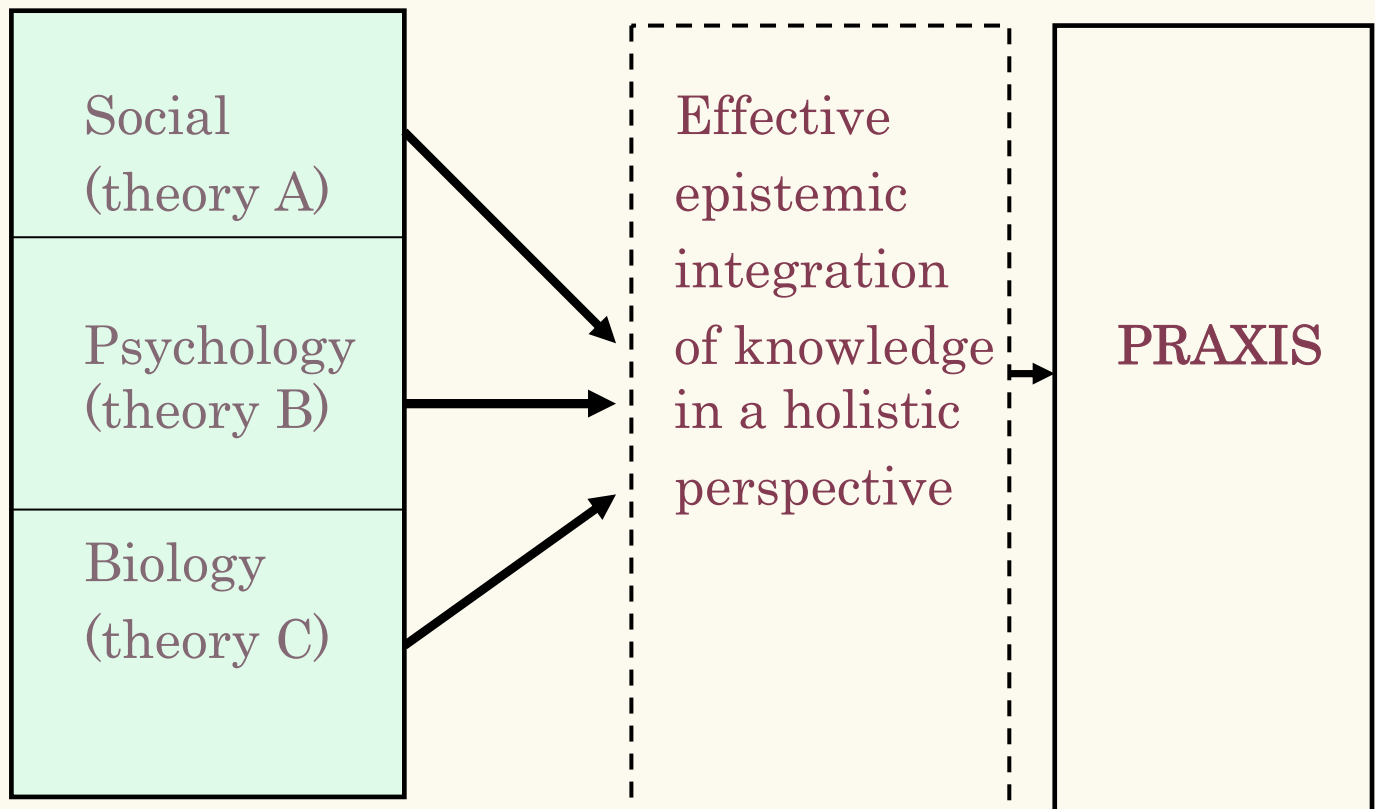 Social
(theory A)
Psychology
(theory B)
Biology
(theory C)
Effective
epistemic
integration
of knowledge
in a holistic
perspective
PRAXIS